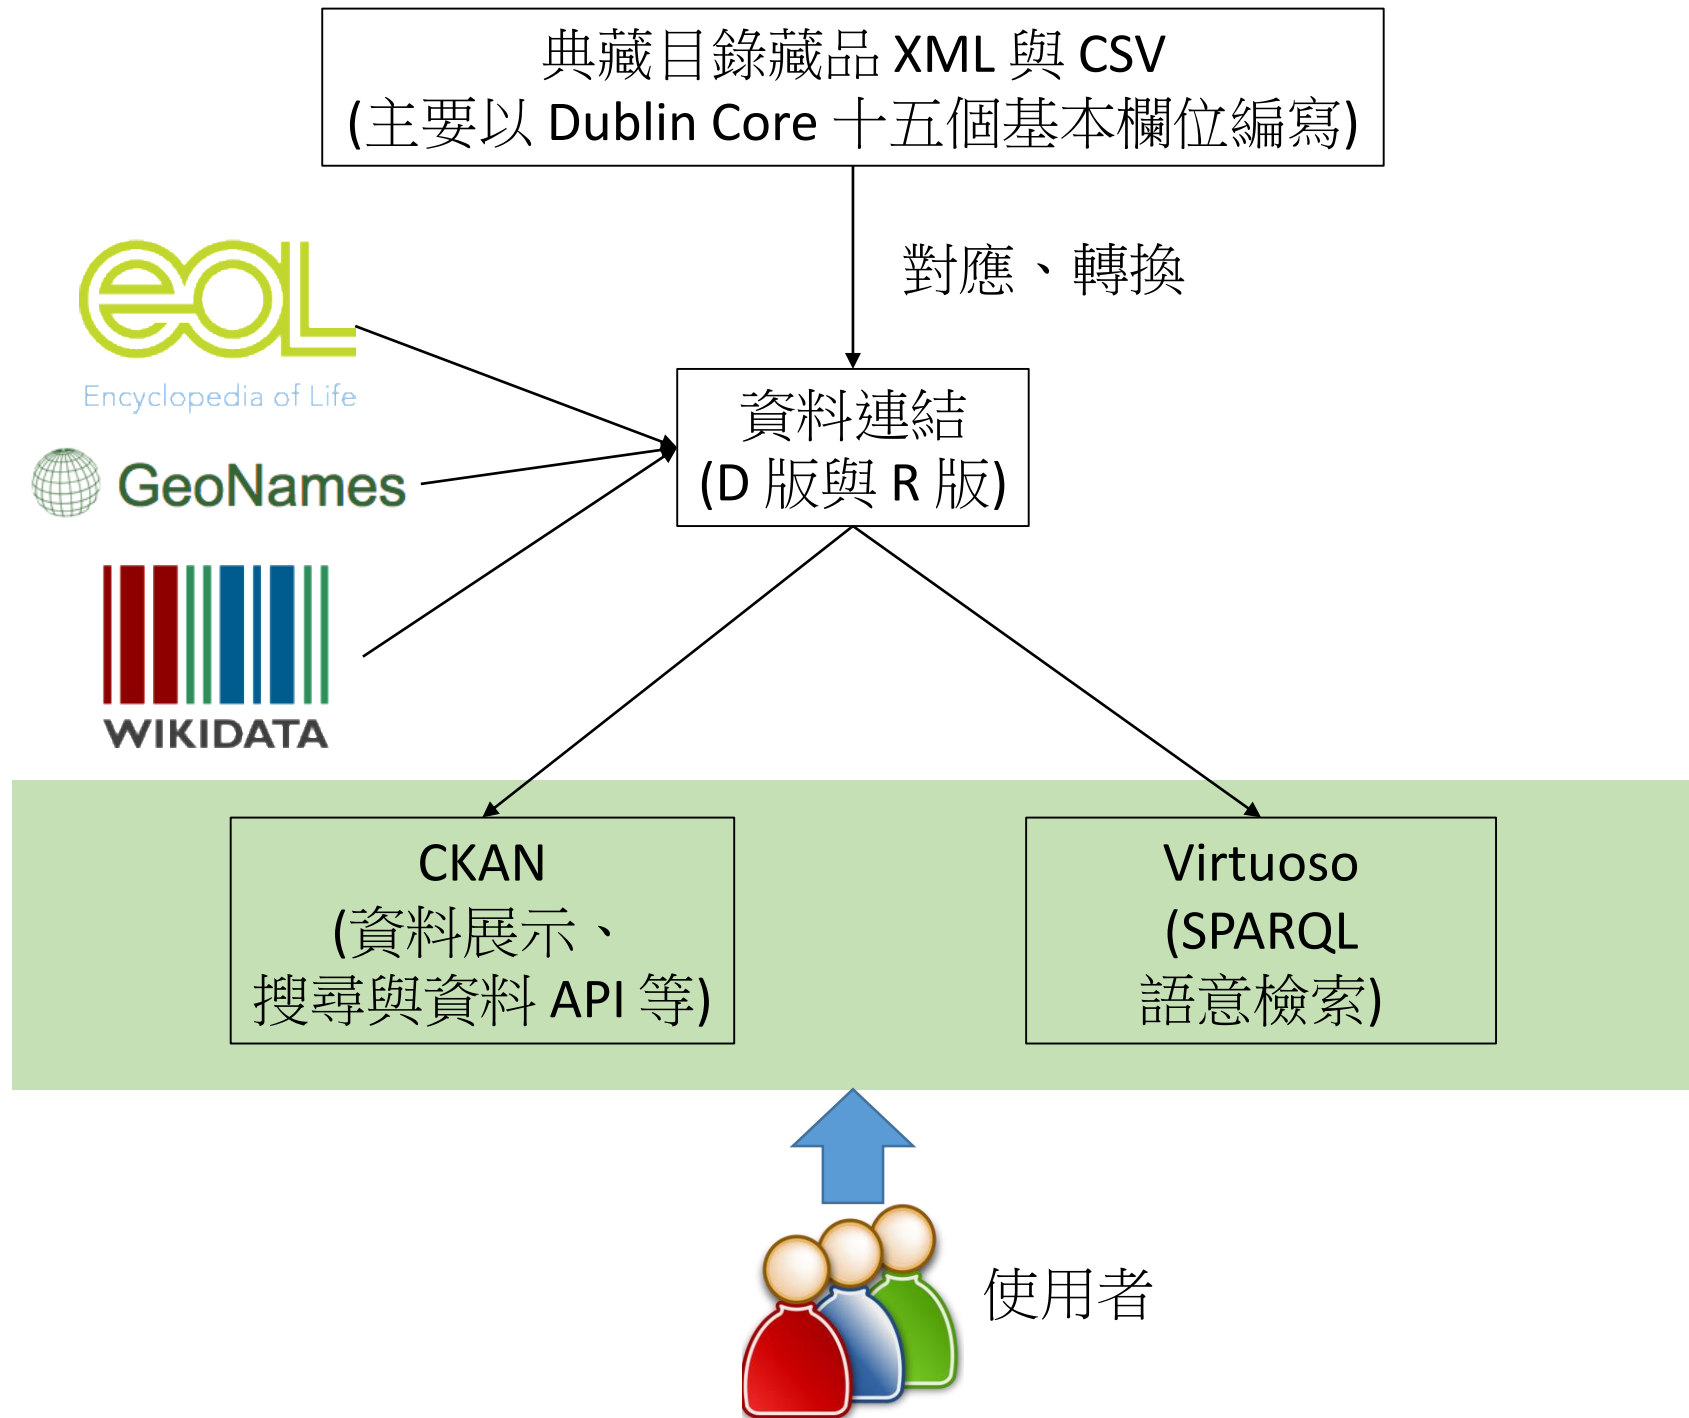 典藏目錄藏品 XML 與 CSV
(主要以 Dublin Core 十五個基本欄位編寫)
對應、轉換
eOL
Encyclopedia of Life
GeoNames
WIKIDATA
資料連結
(D 版與 R 版)
CKAN
(資料展示、
搜尋與資料 API 等)
Virtuoso
(SPARQL
語意檢索)
使用者